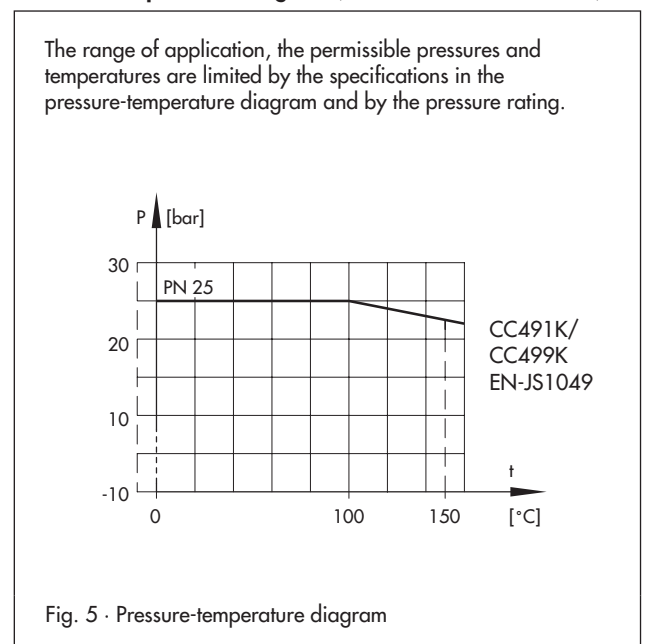 The range of application, the permissible pressures and
temperatures are limited by the specifications in the
pressure-temperature diagram and by the pressure rating.
P [bar]
30
PN 25
20
10
-10
CC491K/
CC499K
EN-JS1049
t
0
100
150
[°C]
Fig. 5 · Pressure-temperature diagram